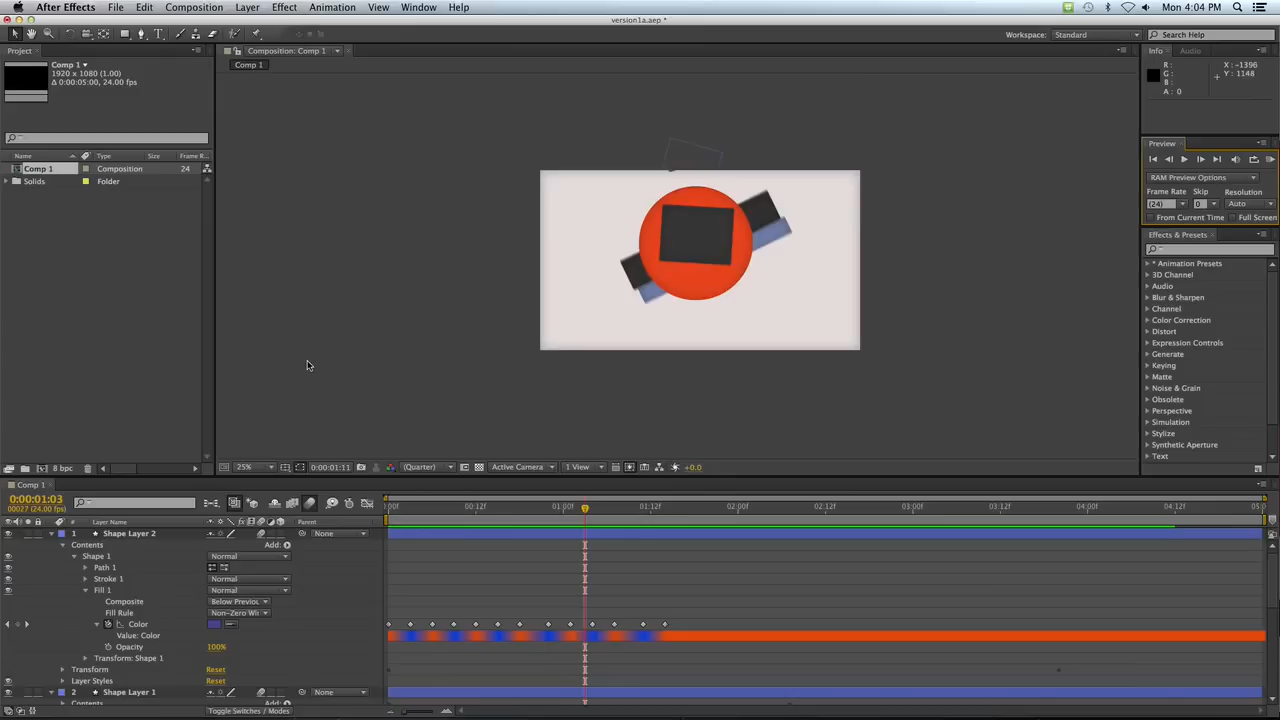 After Effects File Edit Composition Layer Effect Animation View Window Help Mon 4:04 PM
version1a.aep *
Workspace: Standard Search Help
Project Composition: Comp 1 Info Audio
Comp 1
Comp 1
1920 x 1080 (1.00)
Δ 0:00:05:00, 24.00 fps
R : X : -1396
G : Y : 1148
B :
A : 0
Preview
Name Type Size Frame R...
Comp 1 Composition 24
Solids Folder
RAM Preview Options
Frame Rate Skip Resolution
(24) 0 Auto
From Current Time Full Screen
Effects & Presets
* Animation Presets
3D Channel
Audio
Blur & Sharpen
Channel
Color Correction
Distort
Expression Controls
Generate
Keying
Matte
Noise & Grain
Obsolete
Perspective
Simulation
Stylize
Synthetic Aperture
Text
8 bpc 25% 0:00:01:11 (Quarter) Active Camera 1 View +0.0
Comp 1
0:00:01:03
00027 (24.00 fps)
:00f 00:12f 01:00f 01:12f 02:00f 02:12f 03:00f 03:12f 04:00f 04:12f 05:0
# Layer Name Parent
1 Shape Layer 2 None
Contents Add:
Shape 1 Normal
Path 1
Stroke 1 Normal
Fill 1 Normal
Composite Below Previou
Fill Rule Non-Zero Wi
Color
Value: Color
Opacity 100%
Transform: Shape 1
Transform Reset
Layer Styles Reset
2 Shape Layer 1 None
Contents Add:
Toggle Switches / Modes